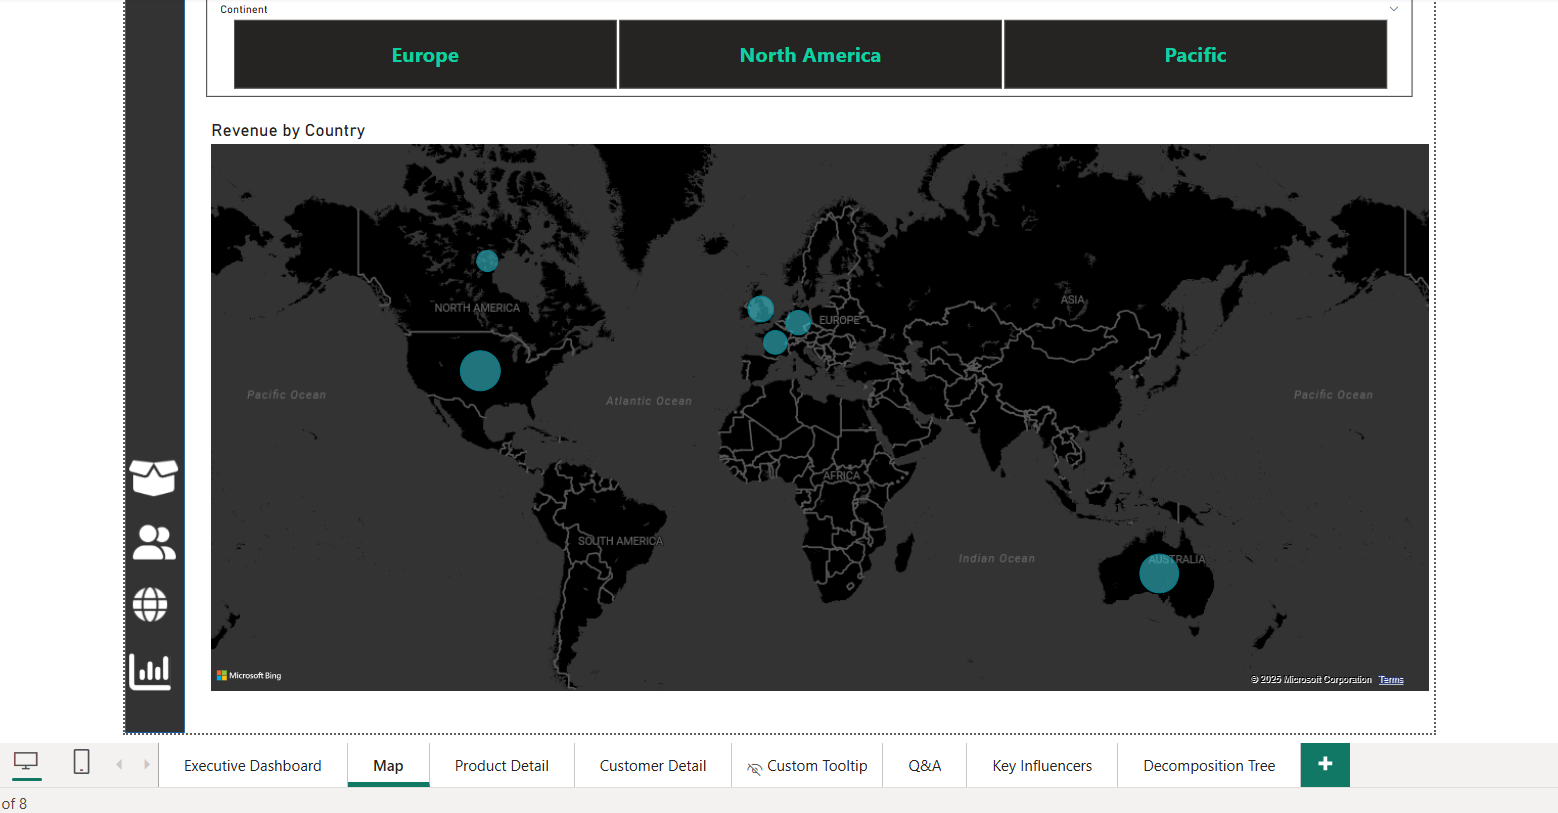 Continent
Europe
North America
Pacific
Revenue by Country
NORTH AMERICA
EUROPE
ASIA
Pacific Ocean
Atlantic Ocean
Pacific Ocean
AFRICA
SOUTH AMERICA
Indian Ocean
AUSTRALIA
Microsoft Bing
© 2025 Microsoft Corporation Terms
Executive Dashboard
Map
Product Detail
Customer Detail
Custom Tooltip
Q&A
Key Influencers
Decomposition Tree
+
of 8